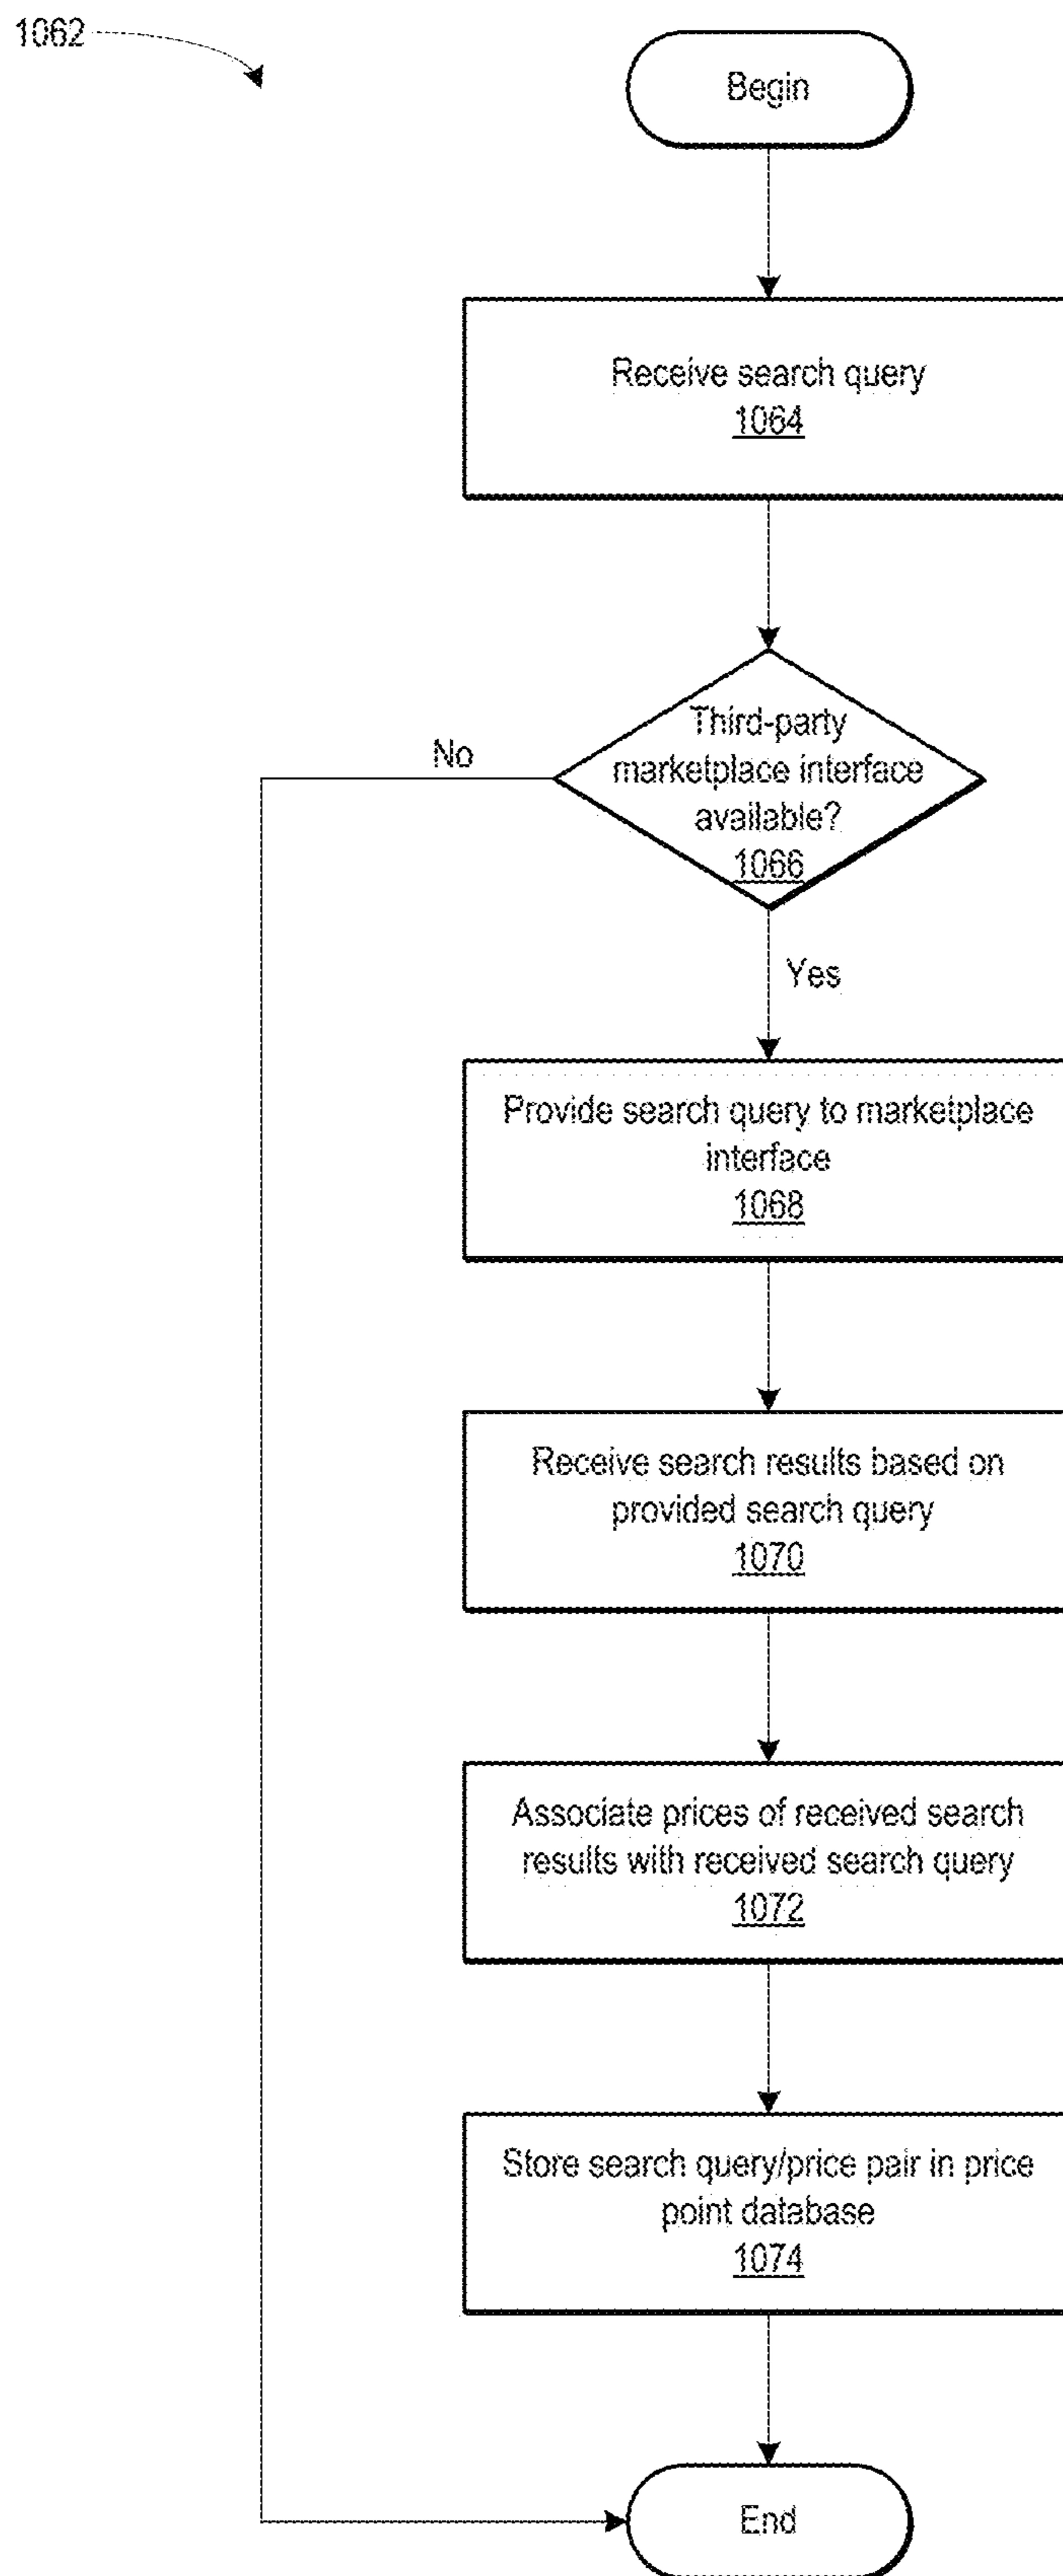 1062
Begin
Receive search query
1064
Third-party
marketplace interface
available?
1066
No
Yes
Provide search query to marketplace
interface
1068
Receive search results based on
provided search query
1070
Associate prices of received search
results with received search query
1072
Store search query/price pair in price
point database
1074
End